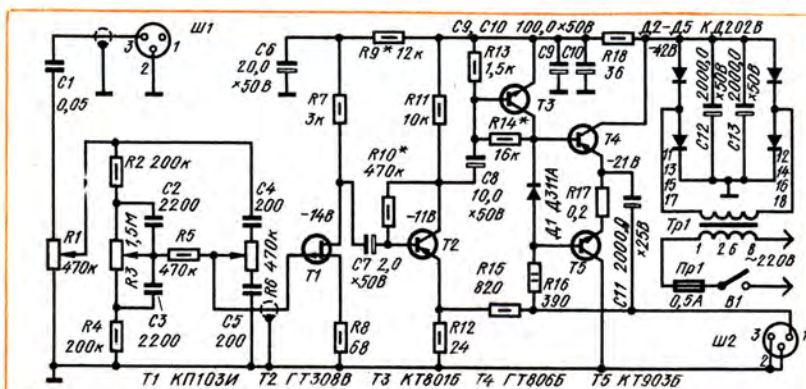 Ш1
3 1
2
C1
0,05
C6
20,0
×50В
R9* 12к
C9, C10 100,0×50В
Д2-Д5 КД202В
-42В
R13
1,5к
C9
C10
R18
36
R7
3к
R11
10к
T3
R14*
16к
T4
2000,0
×50В
C12
2000,0
×50В
C13
R2 200к
C2
2200
C4
200
R10*
470к
C8
10,0
×50В
-21В
R17
0,2
11
13
15
17
12
14
16
18
Тр1
1 2 6 8
~220В
R1
470к
R3
1,5М
R5
470к
470к
R6
-14В
T1
C7 2,0
×50В
-11В
T2
Д1 Д311А
T5
C11 2000,0
×25В
Пр1
0,5А
В1
C3
2200
C5
200
R15
820
R16
390
R4
200к
R8
68
R12
24
Ш2
3 1
2
T1 КП103И T2 ГТ308В T3 КТ801Б T4 ГТ806Б T5 КТ903Б